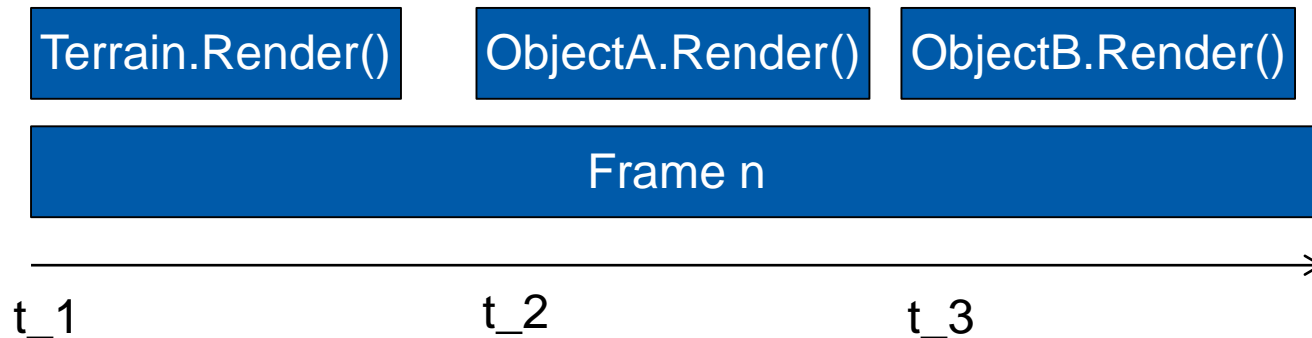 Terrain.Render() ObjectA.Render() ObjectB.Render()
Frame n
t_1 t_2 t_3